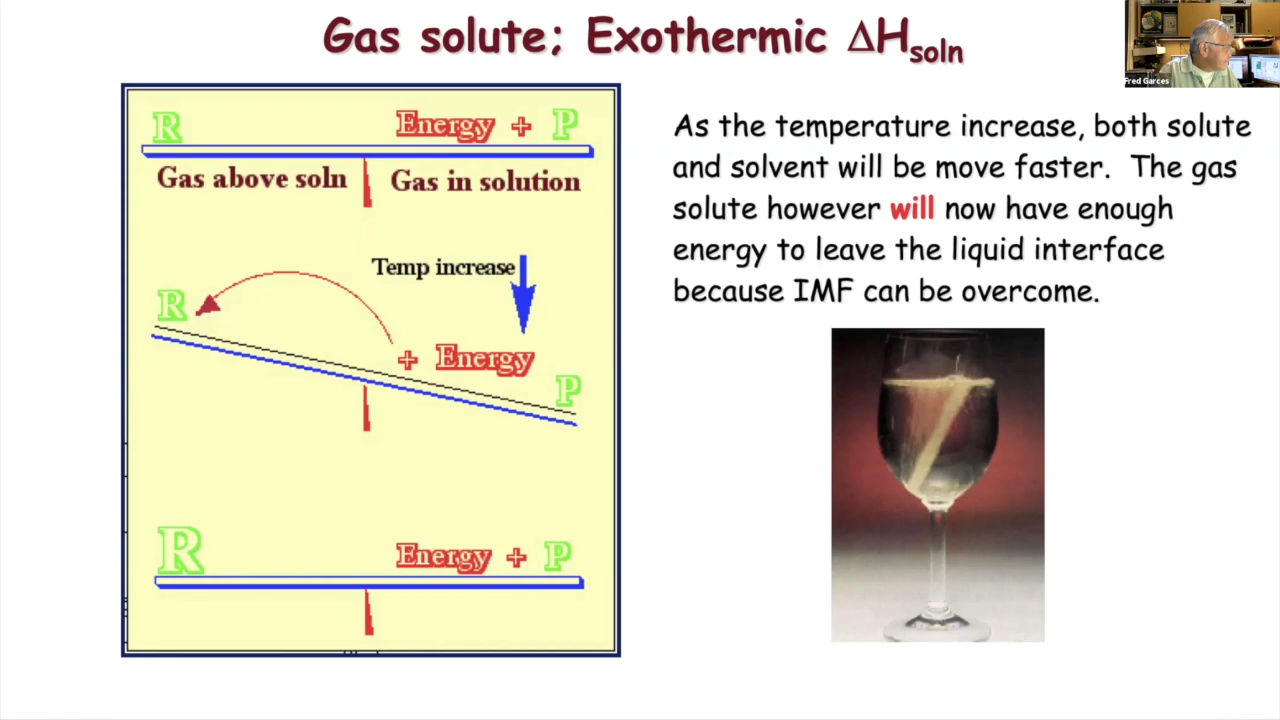 Gas solute; Exothermic ΔHsoln
Fred Garces
R Energy + P
Gas above soln Gas in solution
Temp increase
R
+ Energy
P
R Energy + P
As the temperature increase, both solute
and solvent will be move faster. The gas
solute however will now have enough
energy to leave the liquid interface
because IMF can be overcome.